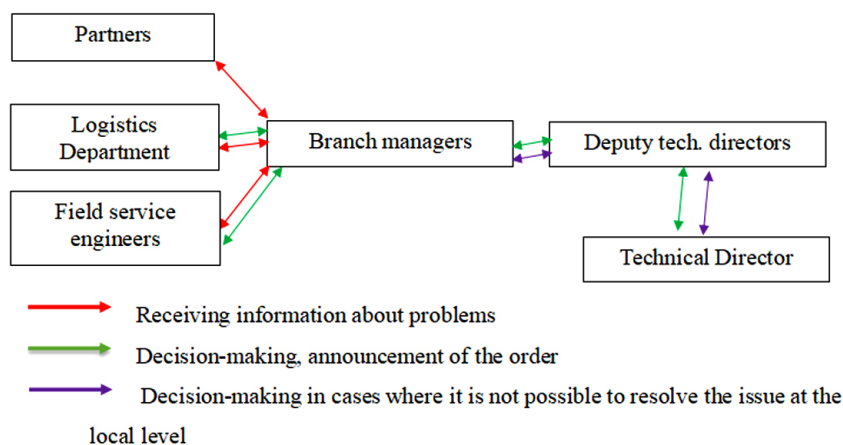 Partners
Logistics
Department
Branch managers
Deputy tech. directors
Field service
engineers
Technical Director
Receiving information about problems
Decision-making, announcement of the order
Decision-making in cases where it is not possible to resolve the issue at the
local level